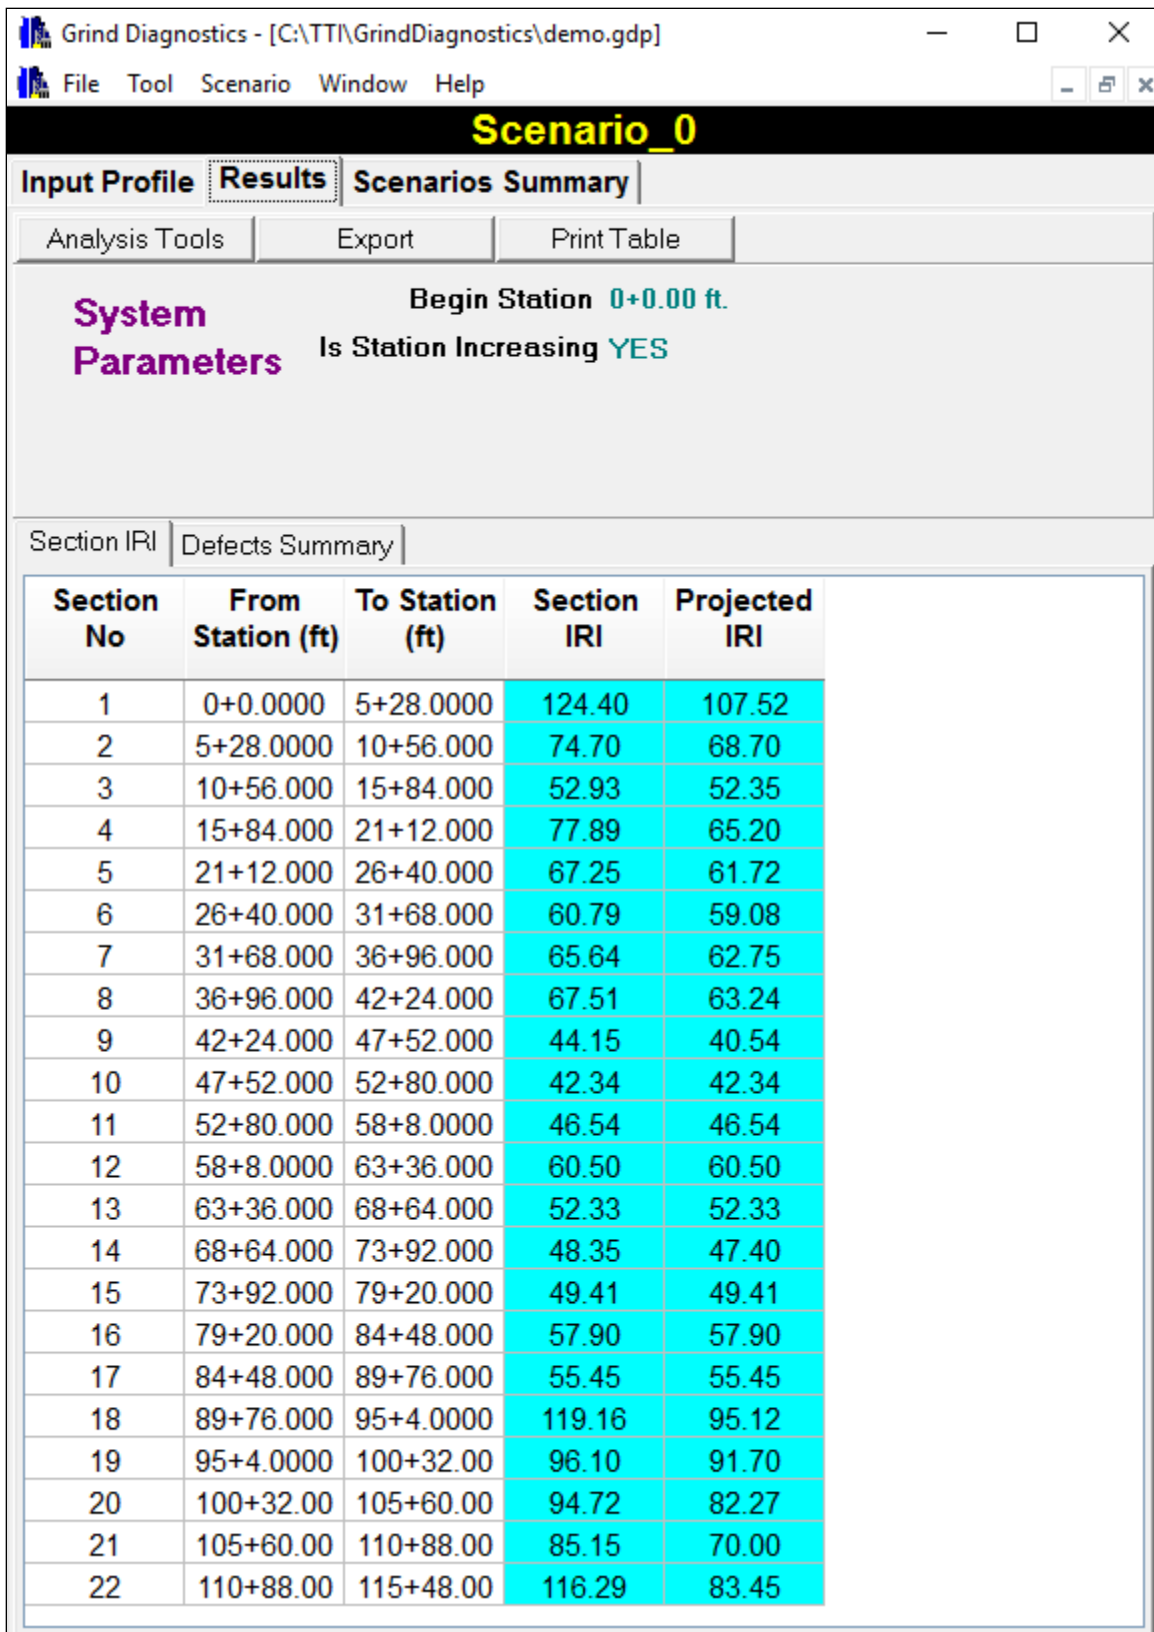 Grind Diagnostics - [C:\TTI\GrindDiagnostics\demo.gdp]
File Tool Scenario Window Help
Scenario_0
Input Profile Results Scenarios Summary
Analysis Tools Export Print Table
System Parameters
Begin Station 0+0.00 ft.
Is Station Increasing YES
Section IRI Defects Summary
Section No From Station (ft) To Station (ft) Section IRI Projected IRI
1 0+0.0000 5+28.0000 124.40 107.52
2 5+28.0000 10+56.000 74.70 68.70
3 10+56.000 15+84.000 52.93 52.35
4 15+84.000 21+12.000 77.89 65.20
5 21+12.000 26+40.000 67.25 61.72
6 26+40.000 31+68.000 60.79 59.08
7 31+68.000 36+96.000 65.64 62.75
8 36+96.000 42+24.000 67.51 63.24
9 42+24.000 47+52.000 44.15 40.54
10 47+52.000 52+80.000 42.34 42.34
11 52+80.000 58+8.0000 46.54 46.54
12 58+8.0000 63+36.000 60.50 60.50
13 63+36.000 68+64.000 52.33 52.33
14 68+64.000 73+92.000 48.35 47.40
15 73+92.000 79+20.000 49.41 49.41
16 79+20.000 84+48.000 57.90 57.90
17 84+48.000 89+76.000 55.45 55.45
18 89+76.000 95+4.0000 119.16 95.12
19 95+4.0000 100+32.00 96.10 91.70
20 100+32.00 105+60.00 94.72 82.27
21 105+60.00 110+88.00 85.15 70.00
22 110+88.00 115+48.00 116.29 83.45